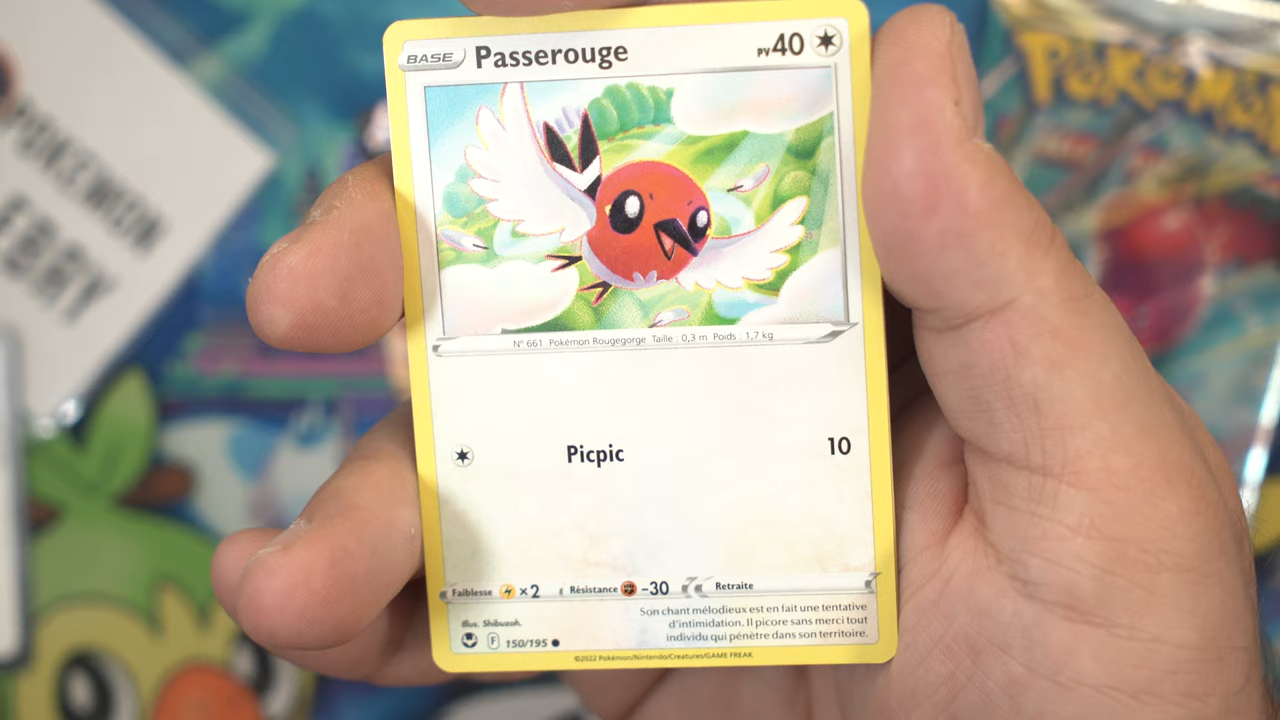 BASE Passerouge PV40
N° 661 Pokémon Rougegorge Taille : 0,3 m Poids : 1,7 kg
Picpic 10
Faiblesse ×2 Résistance -30 Retraite
Illus. Shibuzoh.
Son chant mélodieux est en fait une tentative
d'intimidation. Il picore sans merci tout
individu qui pénètre dans son territoire.
F 150/195
©2022 Pokémon/Nintendo/Creatures/GAME FREAK
POKEMON